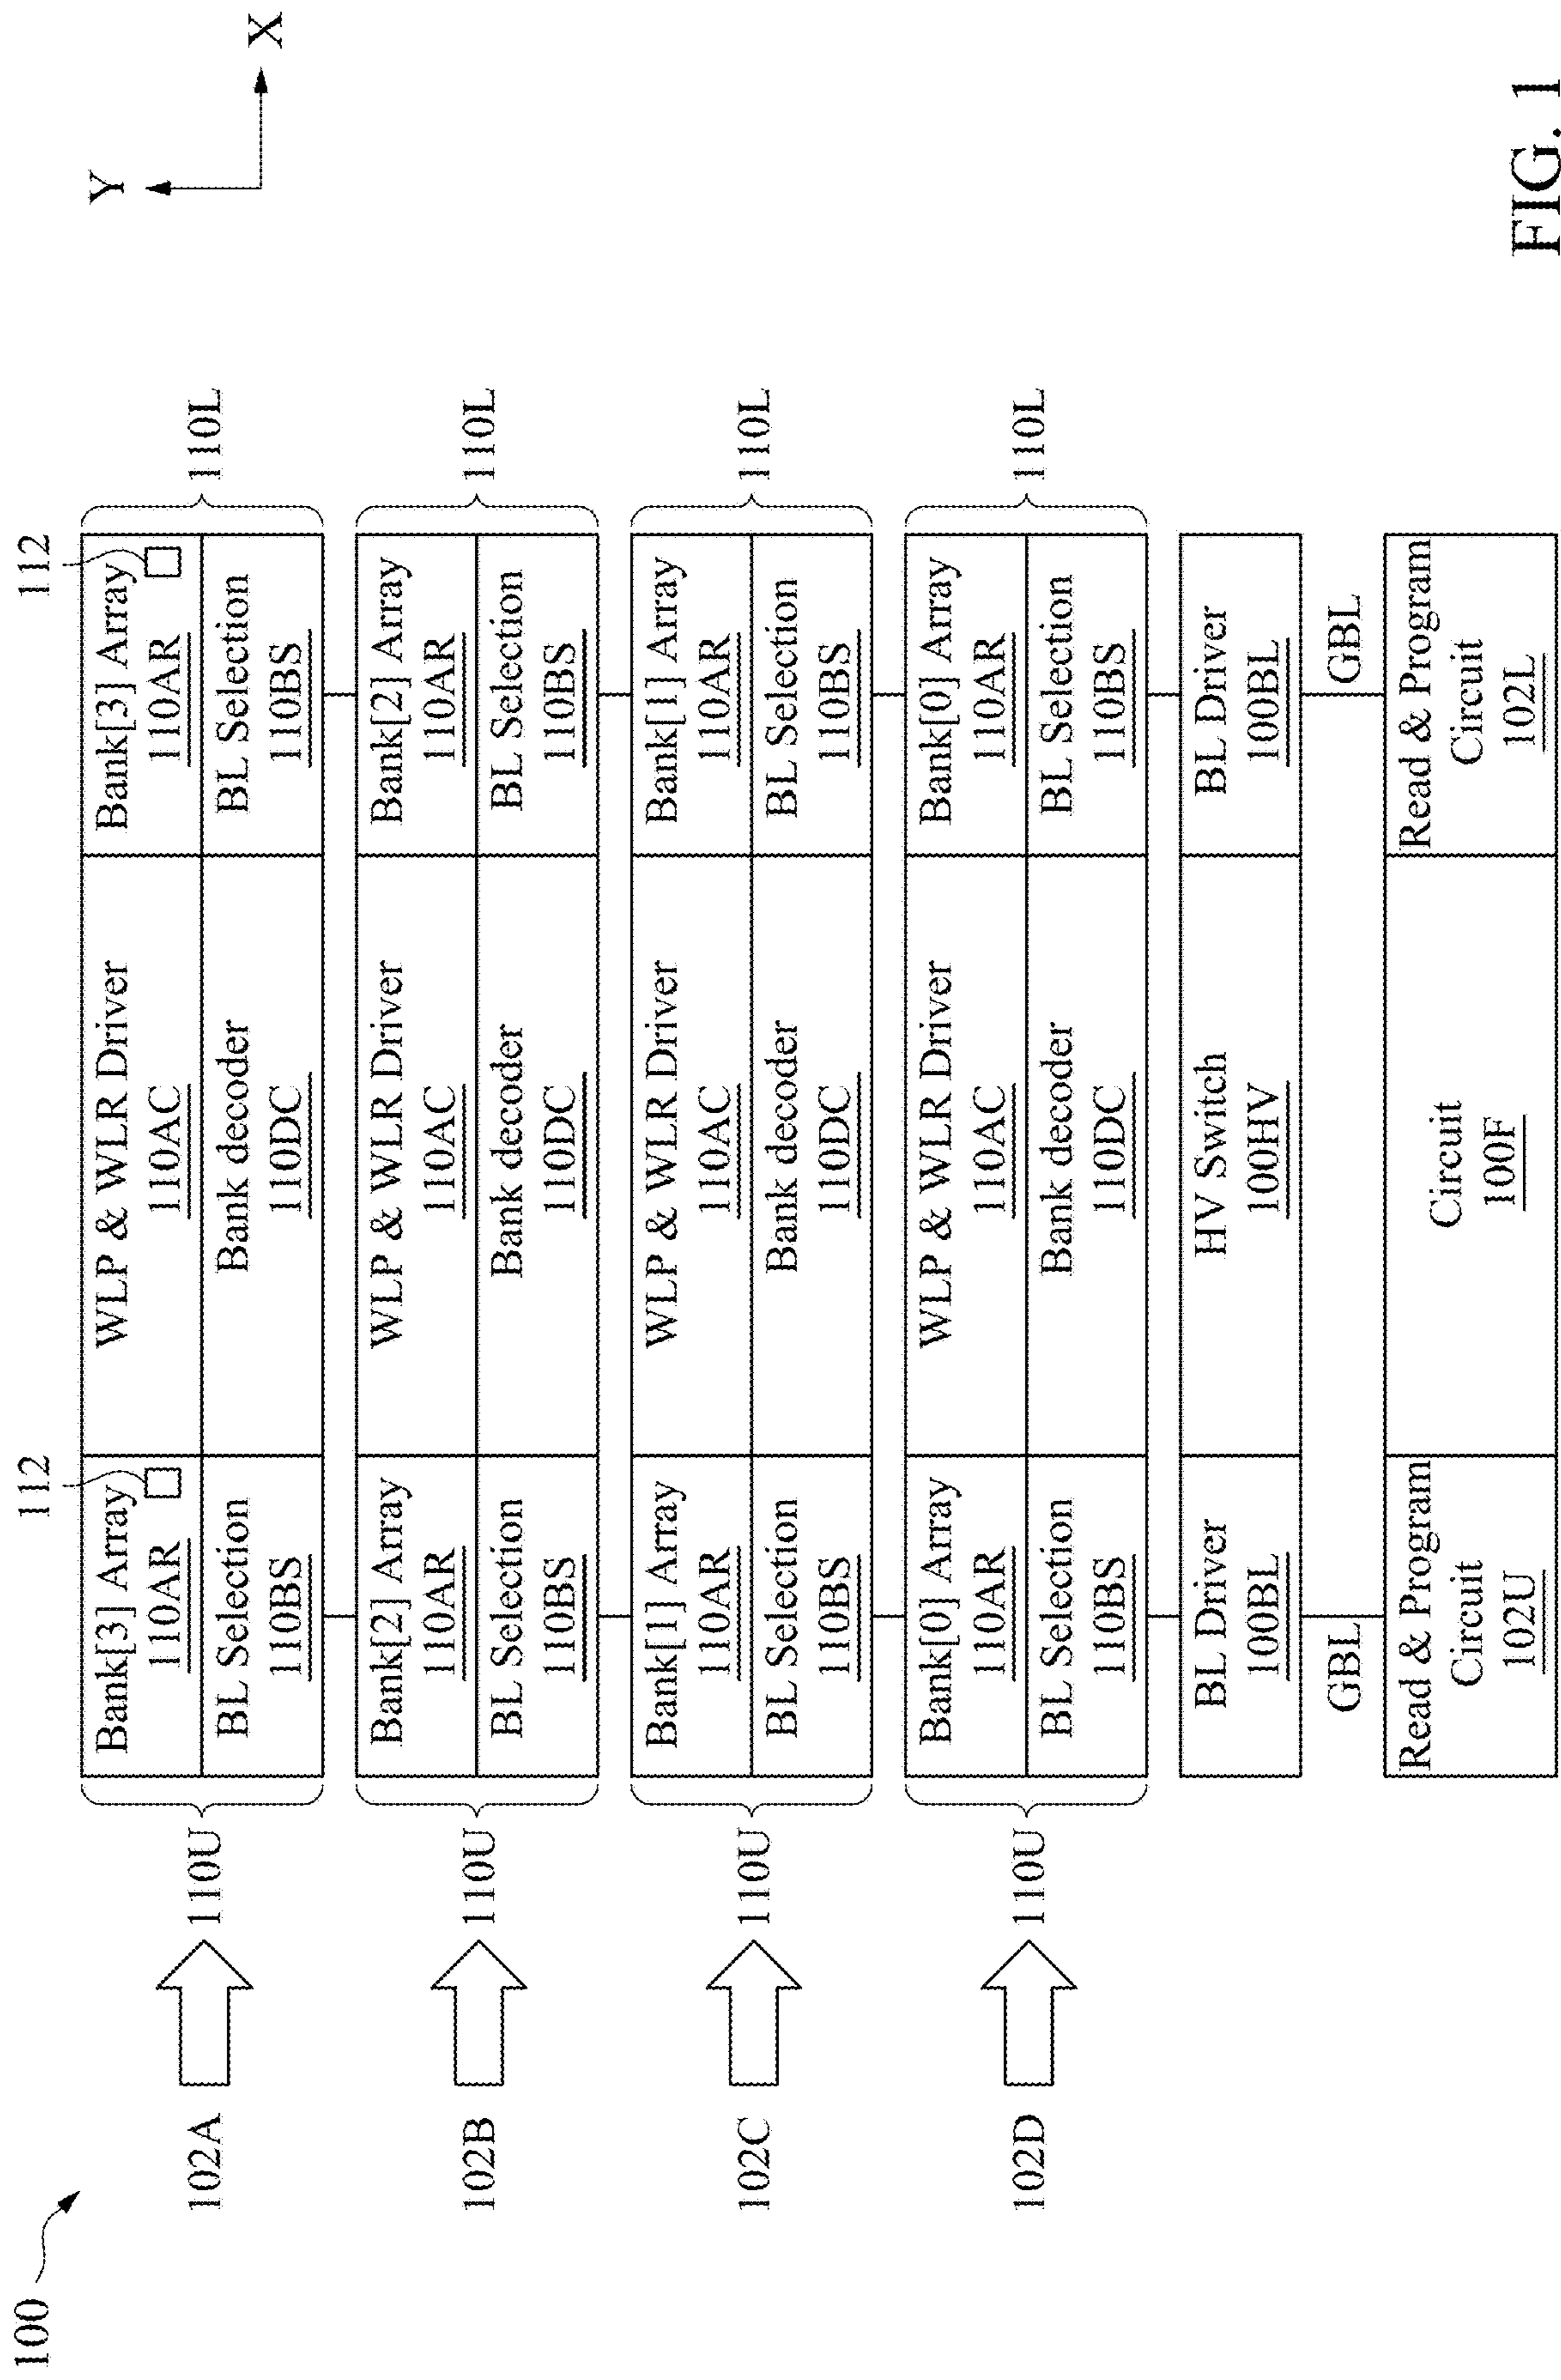 100
Y
X
112
112
102A
110U
Bank[3] Array
110AR
WLP & WLR Driver
110AC
Bank[3] Array
110AR
110L
BL Selection
110BS
Bank decoder
110DC
BL Selection
110BS
102B
110U
Bank[2] Array
110AR
WLP & WLR Driver
110AC
Bank[2] Array
110AR
110L
BL Selection
110BS
Bank decoder
110DC
BL Selection
110BS
102C
110U
Bank[1] Array
110AR
WLP & WLR Driver
110AC
Bank[1] Array
110AR
110L
BL Selection
110BS
Bank decoder
110DC
BL Selection
110BS
102D
110U
Bank[0] Array
110AR
WLP & WLR Driver
110AC
Bank[0] Array
110AR
110L
BL Selection
110BS
Bank decoder
110DC
BL Selection
110BS
BL Driver
100BL
HV Switch
100HV
BL Driver
100BL
GBL
GBL
Read & Program
Circuit
102U
Circuit
100F
Read & Program
Circuit
102L
FIG. 1